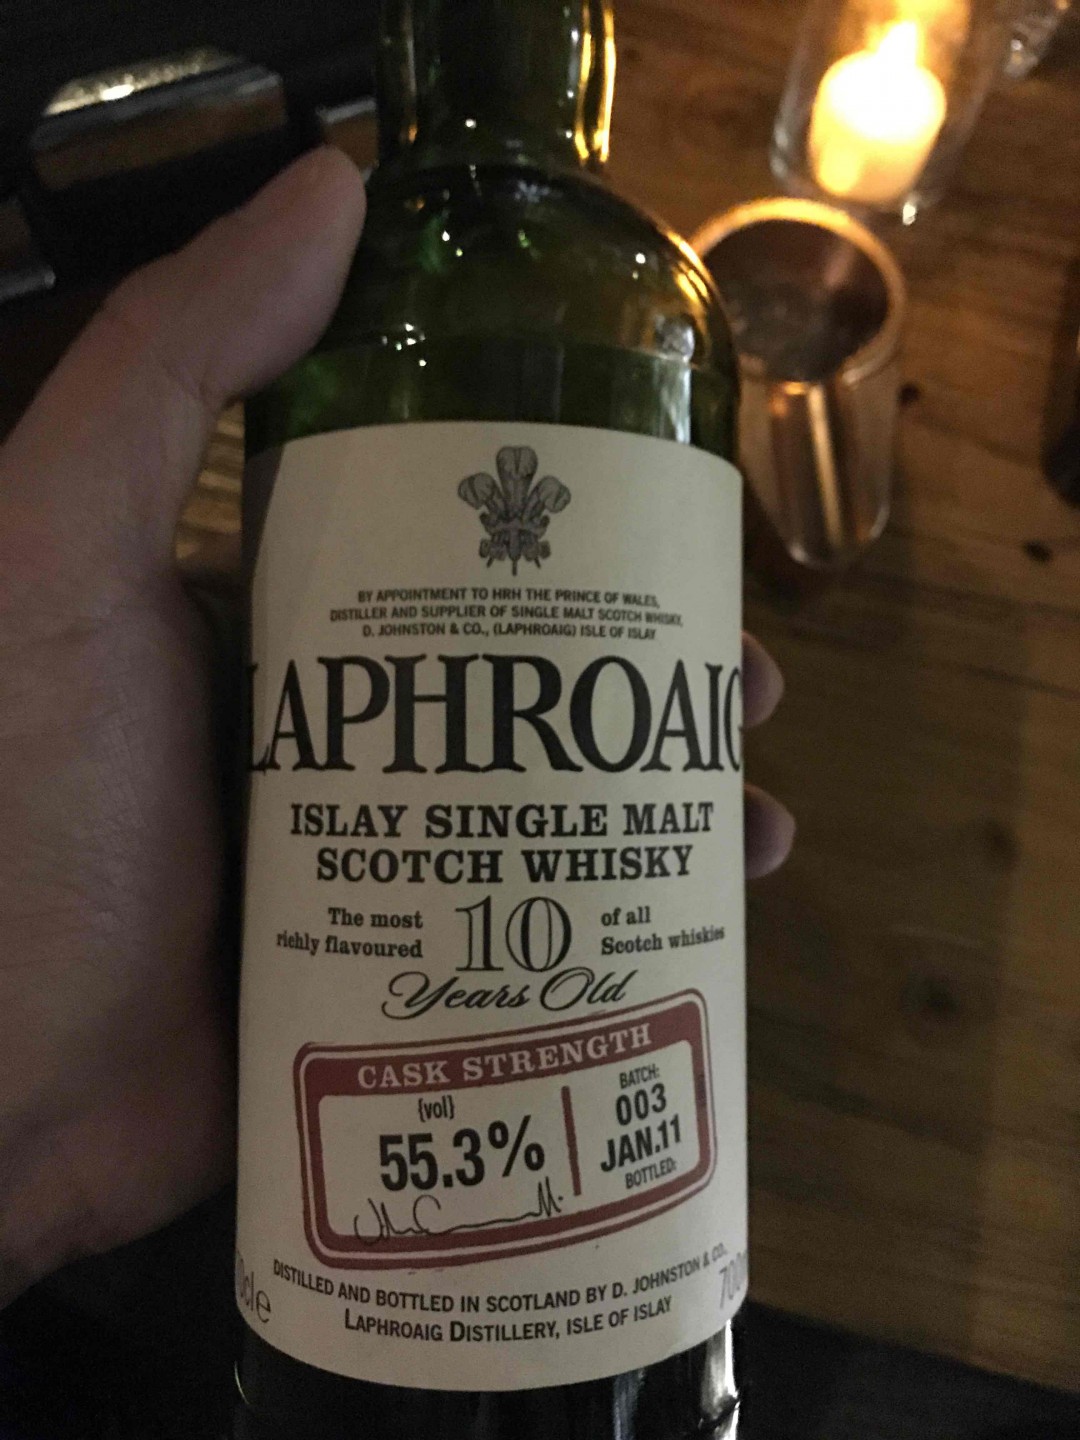 BY APPOINTMENT TO HRH THE PRINCE OF WALES,
DISTILLER AND SUPPLIER OF SINGLE MALT SCOTCH WHISKY,
D. JOHNSTON & CO., (LAPHROAIG) ISLE OF ISLAY
LAPHROAIG
ISLAY SINGLE MALT
SCOTCH WHISKY
The most richly flavoured
10
of all Scotch whiskies
Years Old
CASK STRENGTH
{vol}
55.3%
BATCH:
003
JAN.11
BOTTLED:
DISTILLED AND BOTTLED IN SCOTLAND BY D. JOHNSTON & CO.,
LAPHROAIG DISTILLERY, ISLE OF ISLAY